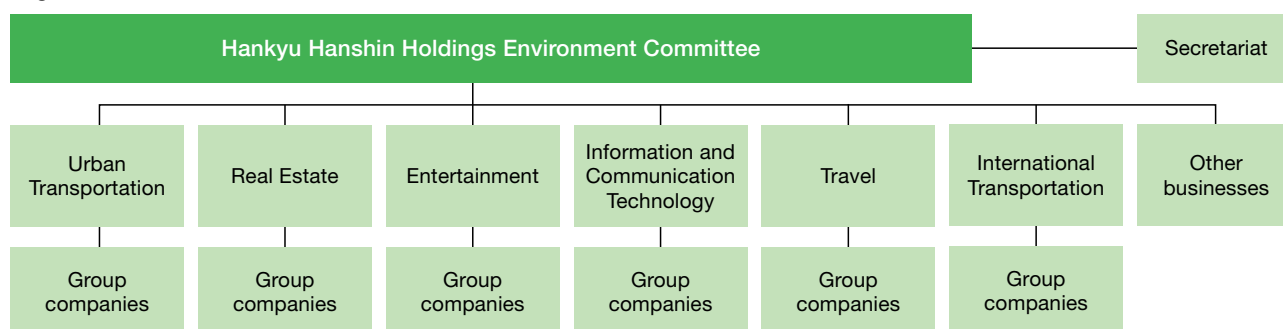 Hankyu Hanshin Holdings Environment Committee
Secretariat
Urban
Transportation
Real Estate
Entertainment
Information and
Communication
Technology
Travel
International
Transportation
Other
businesses
Group
companies
Group
companies
Group
companies
Group
companies
Group
companies
Group
companies